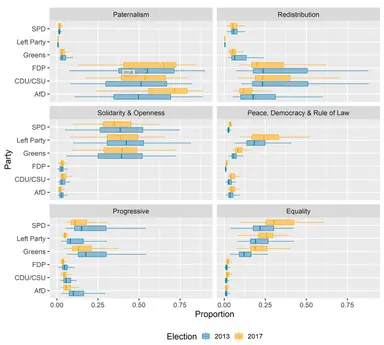 Paternalism
Redistribution
SPD
Left Party
Greens
FDP
CDU/CSU
AfD
Solidarity & Openness
Peace, Democracy & Rule of Law
SPD
Left Party
Greens
FDP
CDU/CSU
AfD
Progressive
Equality
SPD
Left Party
Greens
FDP
CDU/CSU
AfD
0.00 0.25 0.50 0.75 0.00 0.25 0.50 0.75
Party
Proportion
Election 2013 2017